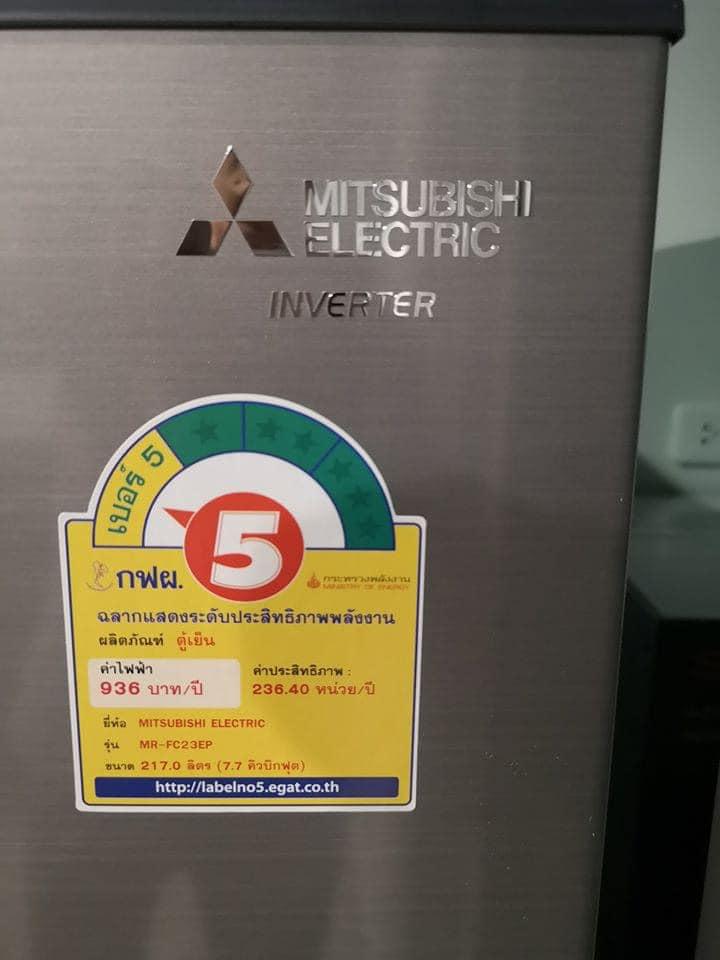 MITSUBISHI
ELECTRIC
INVERTER
เบอร์ 5
5
กฟผ.
กระทรวงพลังงาน
MINISTRY OF ENERGY
ฉลากแสดงระดับประสิทธิภาพพลังงาน
ผลิตภัณฑ์ ตู้เย็น
ค่าไฟฟ้า
936 บาท/ปี
ค่าประสิทธิภาพ :
236.40 หน่วย/ปี
ยี่ห้อ MITSUBISHI ELECTRIC
รุ่น MR-FC23EP
ขนาด 217.0 ลิตร (7.7 คิวบิกฟุต)
http://labelno5.egat.co.th